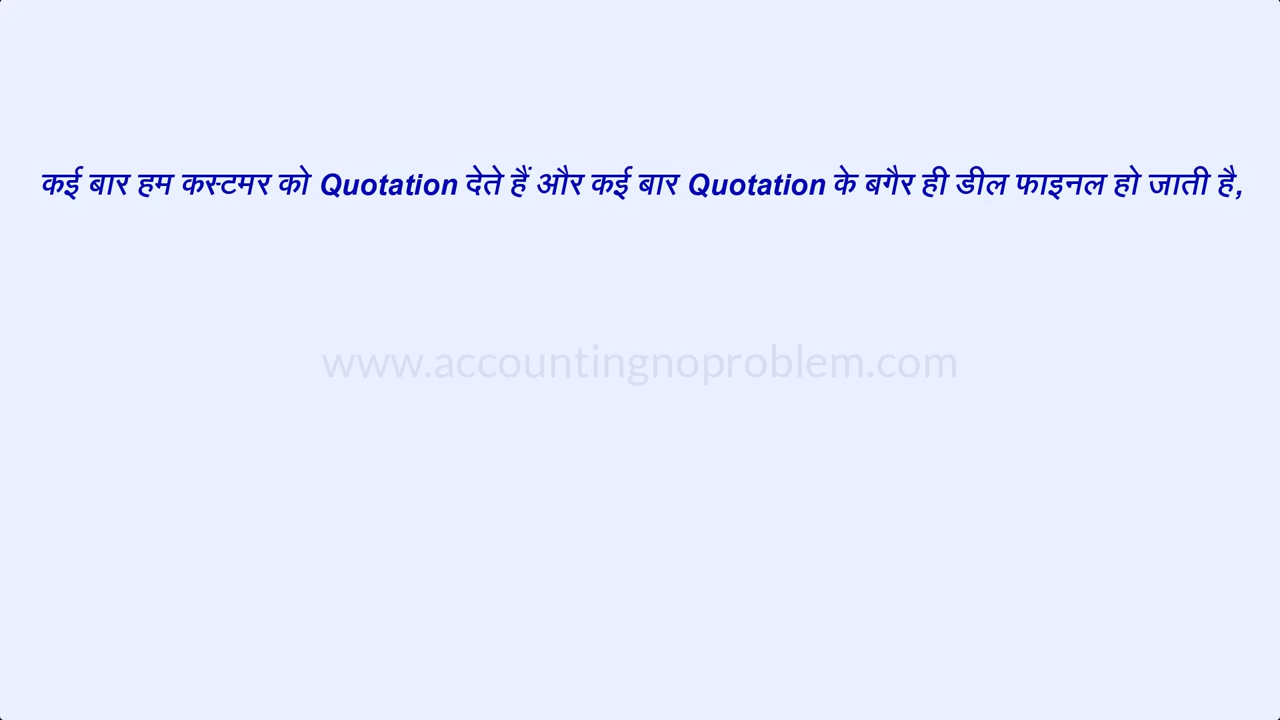 कई बार हम कस्टमर को Quotation देते हैं और कई बार Quotation के बगैर ही डील फाइनल हो जाती है,
www.accountingnoproblem.com